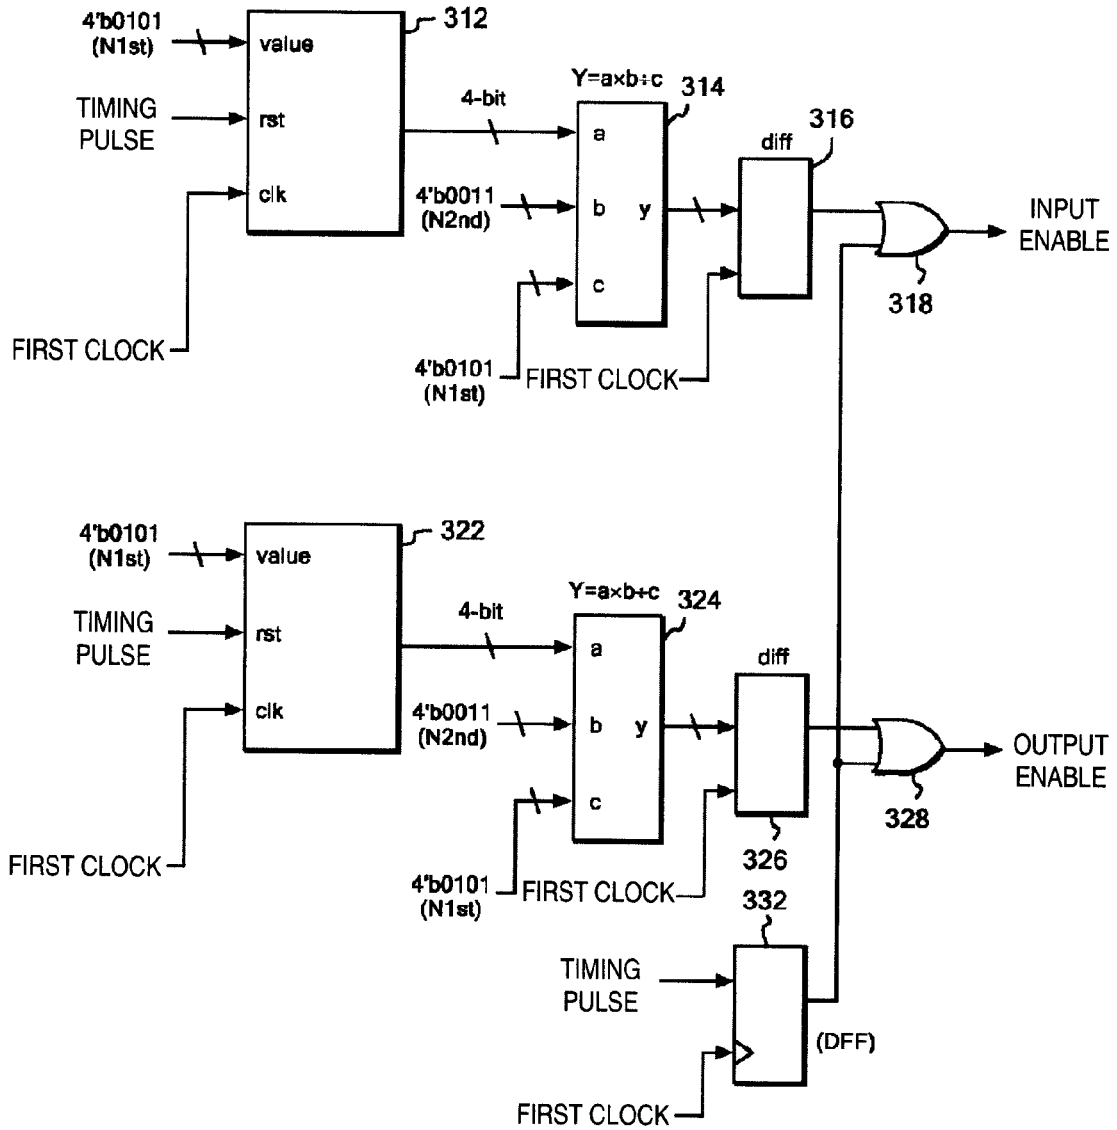 4'b0101
(N1st)
value
312
TIMING
PULSE
rst
clk
FIRST CLOCK
4-bit
Y=a×b÷c
314
a
4'b0011
(N2nd)
b
y
c
4'b0101
(N1st)
FIRST CLOCK
diff
316
318
INPUT
ENABLE
4'b0101
(N1st)
value
322
TIMING
PULSE
rst
clk
FIRST CLOCK
4-bit
Y=a×b÷c
324
a
4'b0011
(N2nd)
b
y
c
4'b0101
(N1st)
FIRST CLOCK
diff
326
328
OUTPUT
ENABLE
332
TIMING
PULSE
(DFF)
FIRST CLOCK